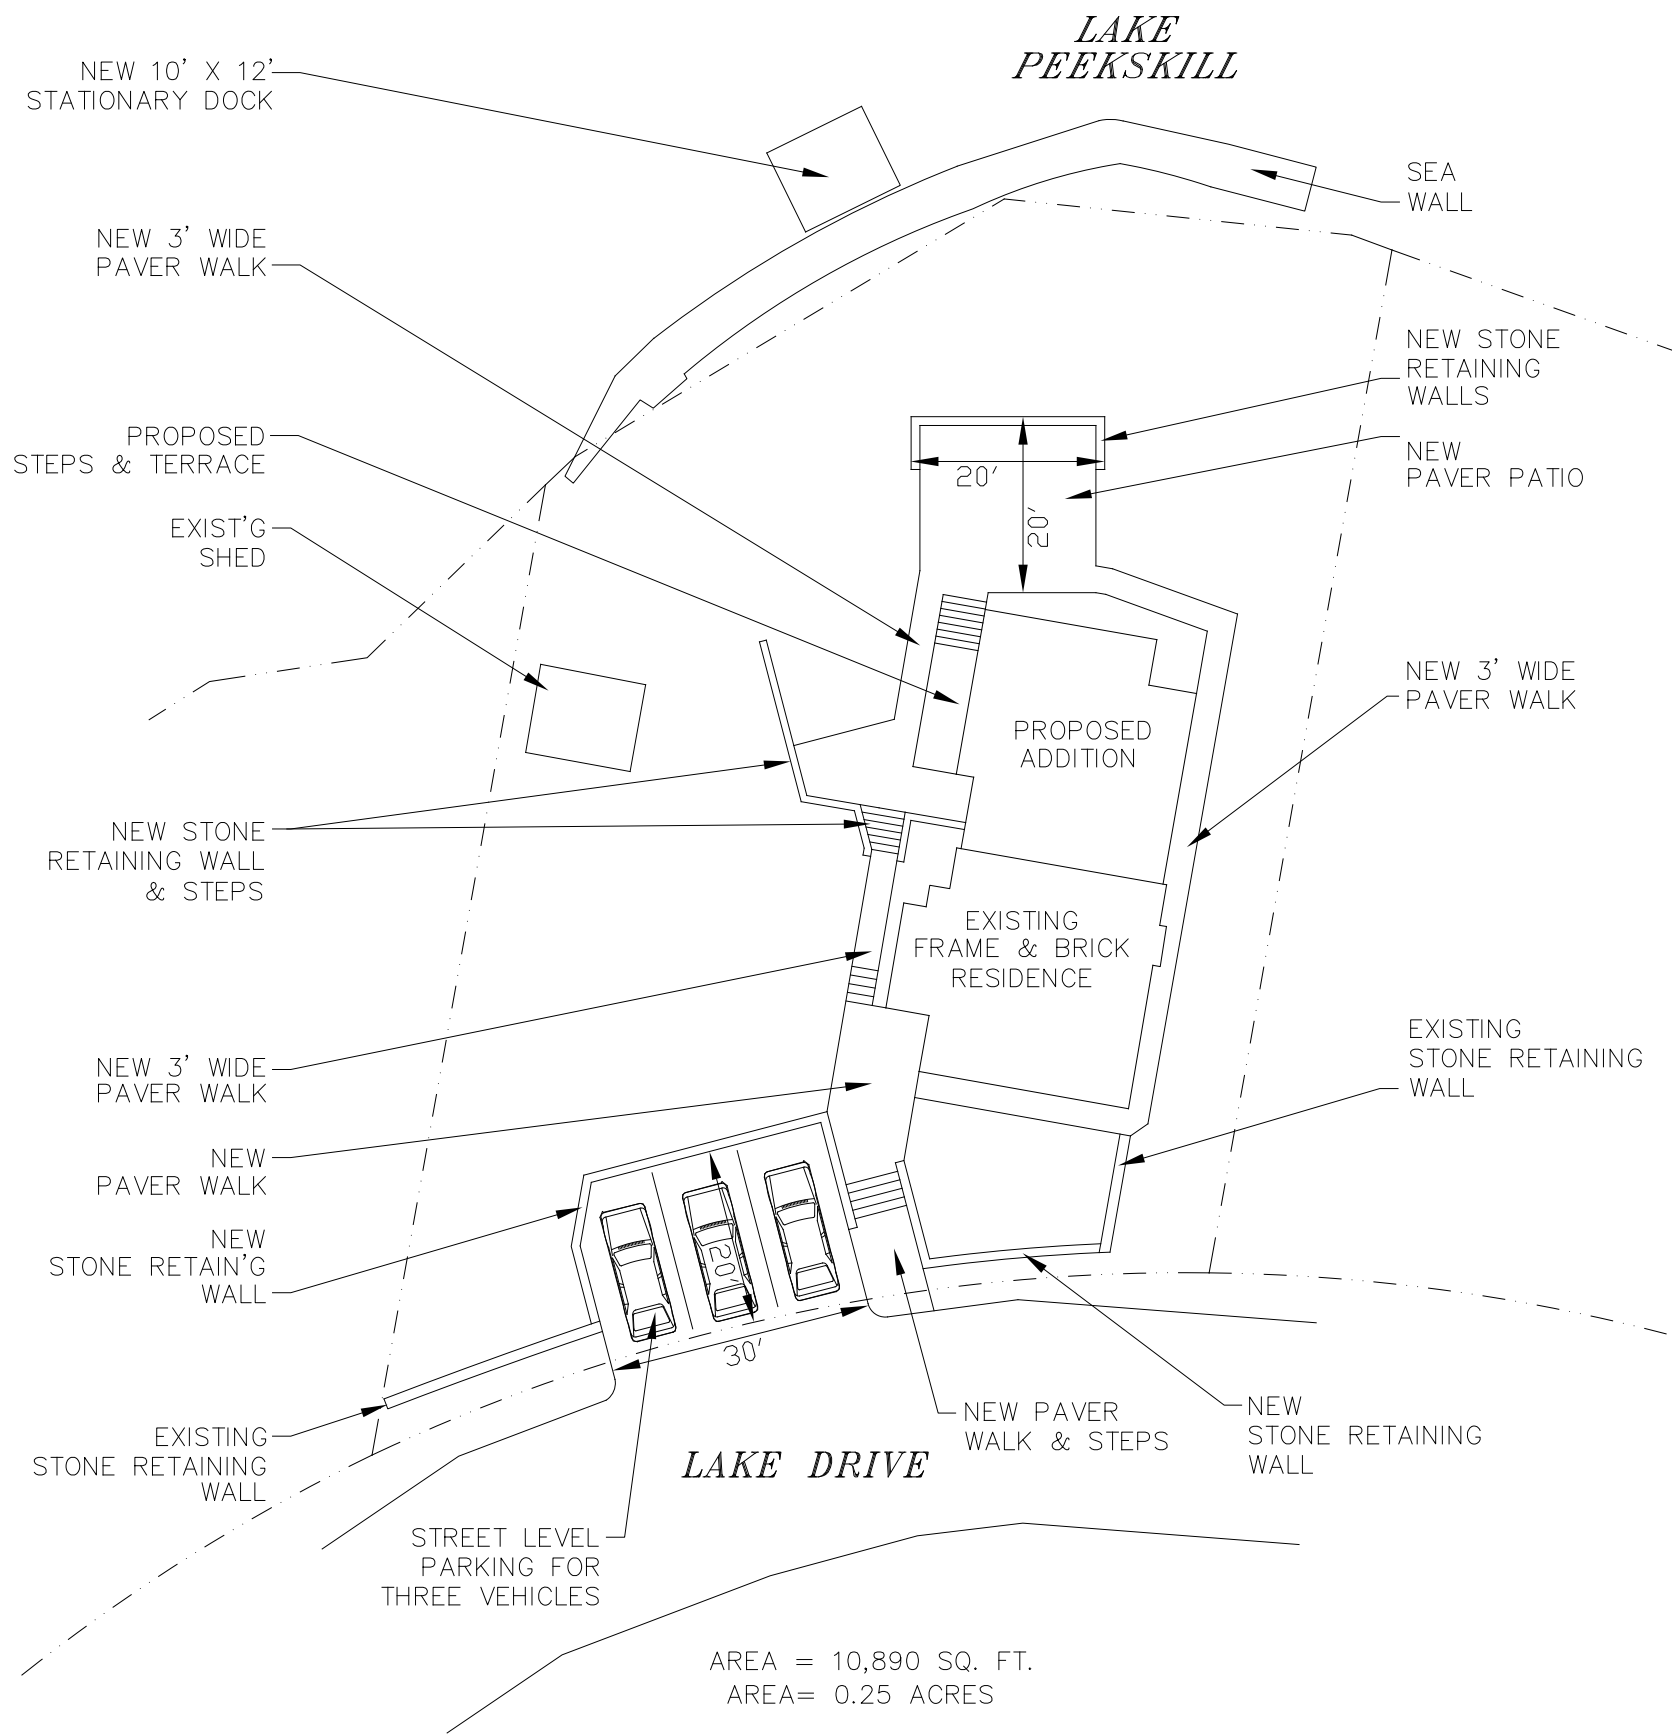 LAKE
PEEKSKILL
NEW 10' X 12'
STATIONARY DOCK
SEA
WALL
NEW 3' WIDE
PAVER WALK
NEW STONE
RETAINING
WALLS
PROPOSED
STEPS & TERRACE
NEW
PAVER PATIO
20'
20'
EXIST'G
SHED
NEW 3' WIDE
PAVER WALK
PROPOSED
ADDITION
NEW STONE
RETAINING WALL
& STEPS
EXISTING
FRAME & BRICK
RESIDENCE
EXISTING
STONE RETAINING
WALL
NEW 3' WIDE
PAVER WALK
NEW
PAVER WALK
NEW
STONE RETAIN'G
WALL
20'
30'
EXISTING
STONE RETAINING
WALL
NEW PAVER
WALK & STEPS
NEW
STONE RETAINING
WALL
LAKE DRIVE
STREET LEVEL
PARKING FOR
THREE VEHICLES
AREA = 10,890 SQ. FT.
AREA= 0.25 ACRES